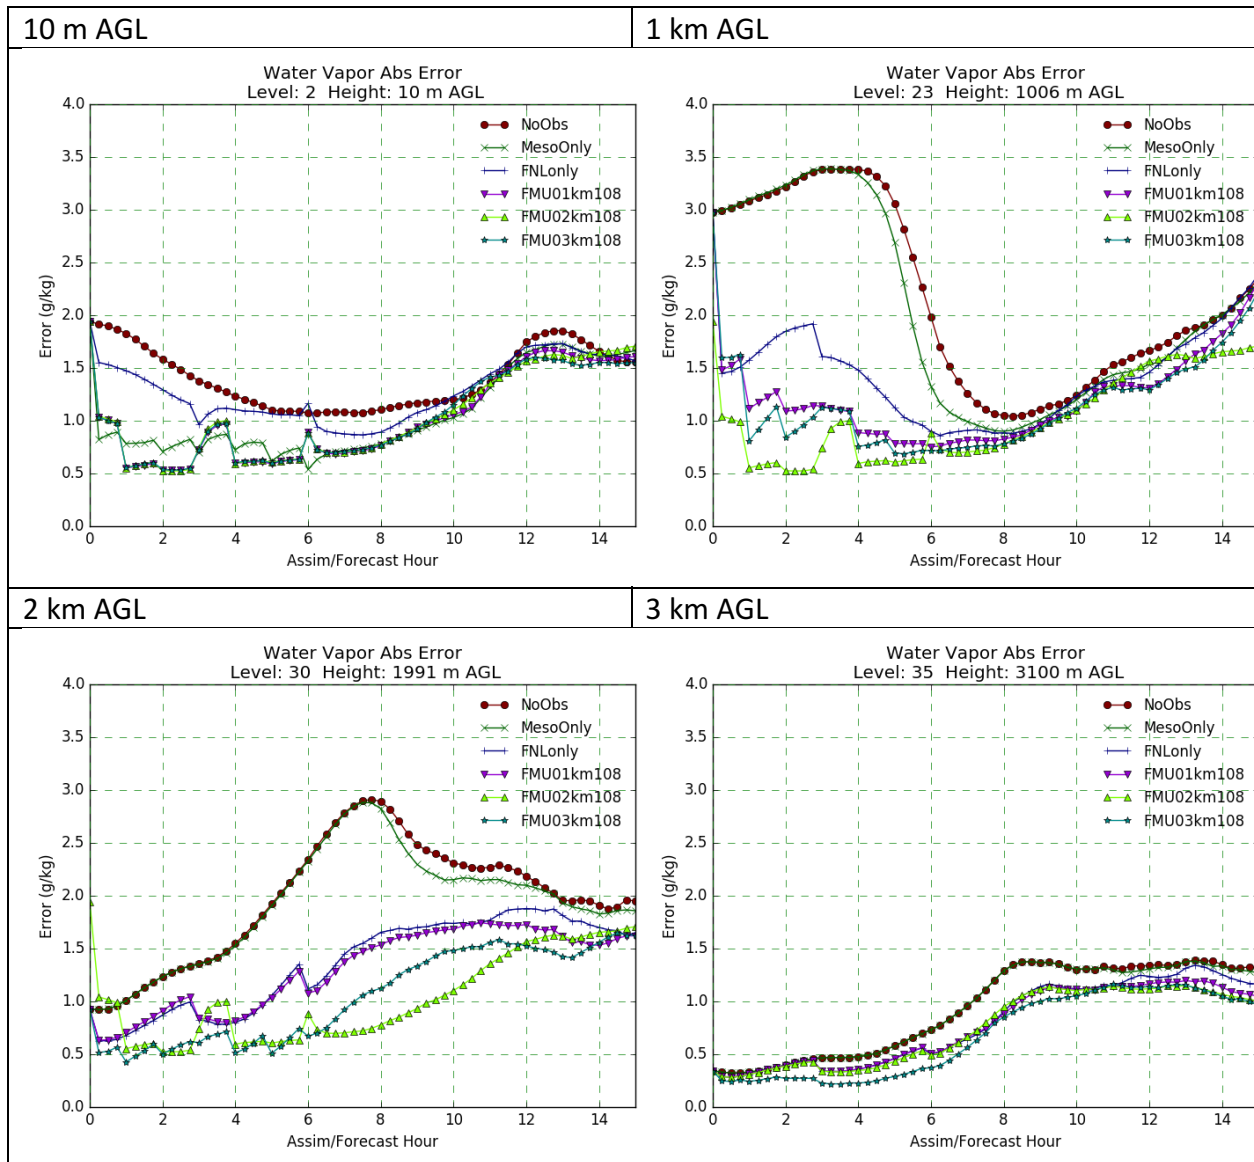 10 m AGL
1 km AGL
Water Vapor Abs Error
Level: 2 Height: 10 m AGL
4.0
3.5
3.0
2.5
2.0
1.5
1.0
0.5
0.0
Error (g/kg)
NoObs
MesoOnly
FNLonly
FMU01km108
FMU02km108
FMU03km108
0 2 4 6 8 10 12 14
Assim/Forecast Hour
Water Vapor Abs Error
Level: 23 Height: 1006 m AGL
4.0
3.5
3.0
2.5
2.0
1.5
1.0
0.5
0.0
Error (g/kg)
NoObs
MesoOnly
FNLonly
FMU01km108
FMU02km108
FMU03km108
0 2 4 6 8 10 12 14
Assim/Forecast Hour
2 km AGL
3 km AGL
Water Vapor Abs Error
Level: 30 Height: 1991 m AGL
4.0
3.5
3.0
2.5
2.0
1.5
1.0
0.5
0.0
Error (g/kg)
NoObs
MesoOnly
FNLonly
FMU01km108
FMU02km108
FMU03km108
0 2 4 6 8 10 12 14
Assim/Forecast Hour
Water Vapor Abs Error
Level: 35 Height: 3100 m AGL
4.0
3.5
3.0
2.5
2.0
1.5
1.0
0.5
0.0
Error (g/kg)
NoObs
MesoOnly
FNLonly
FMU01km108
FMU02km108
FMU03km108
0 2 4 6 8 10 12 14
Assim/Forecast Hour